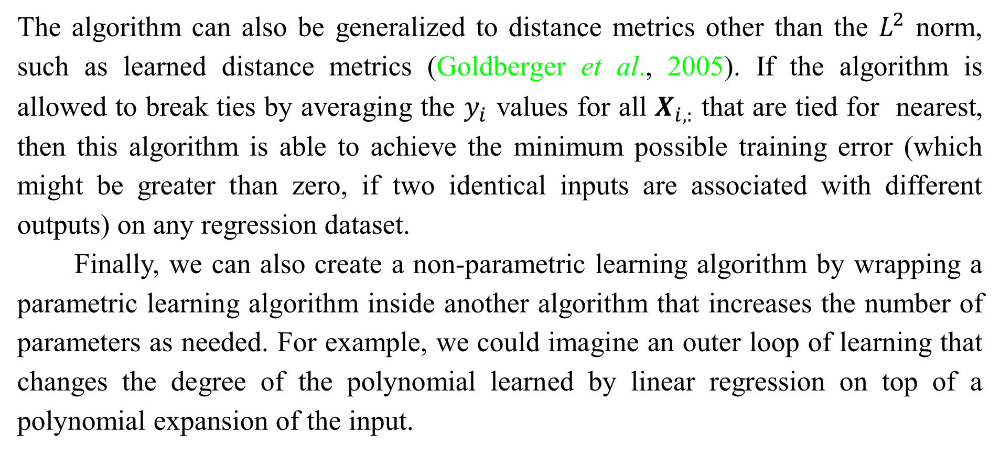 The algorithm can also be generalized to distance metrics other than the L² norm,
such as learned distance metrics (Goldberger et al., 2005). If the algorithm is
allowed to break ties by averaging the yᵢ values for all Xᵢ,: that are tied for nearest,
then this algorithm is able to achieve the minimum possible training error (which
might be greater than zero, if two identical inputs are associated with different
outputs) on any regression dataset.
Finally, we can also create a non-parametric learning algorithm by wrapping a
parametric learning algorithm inside another algorithm that increases the number of
parameters as needed. For example, we could imagine an outer loop of learning that
changes the degree of the polynomial learned by linear regression on top of a
polynomial expansion of the input.